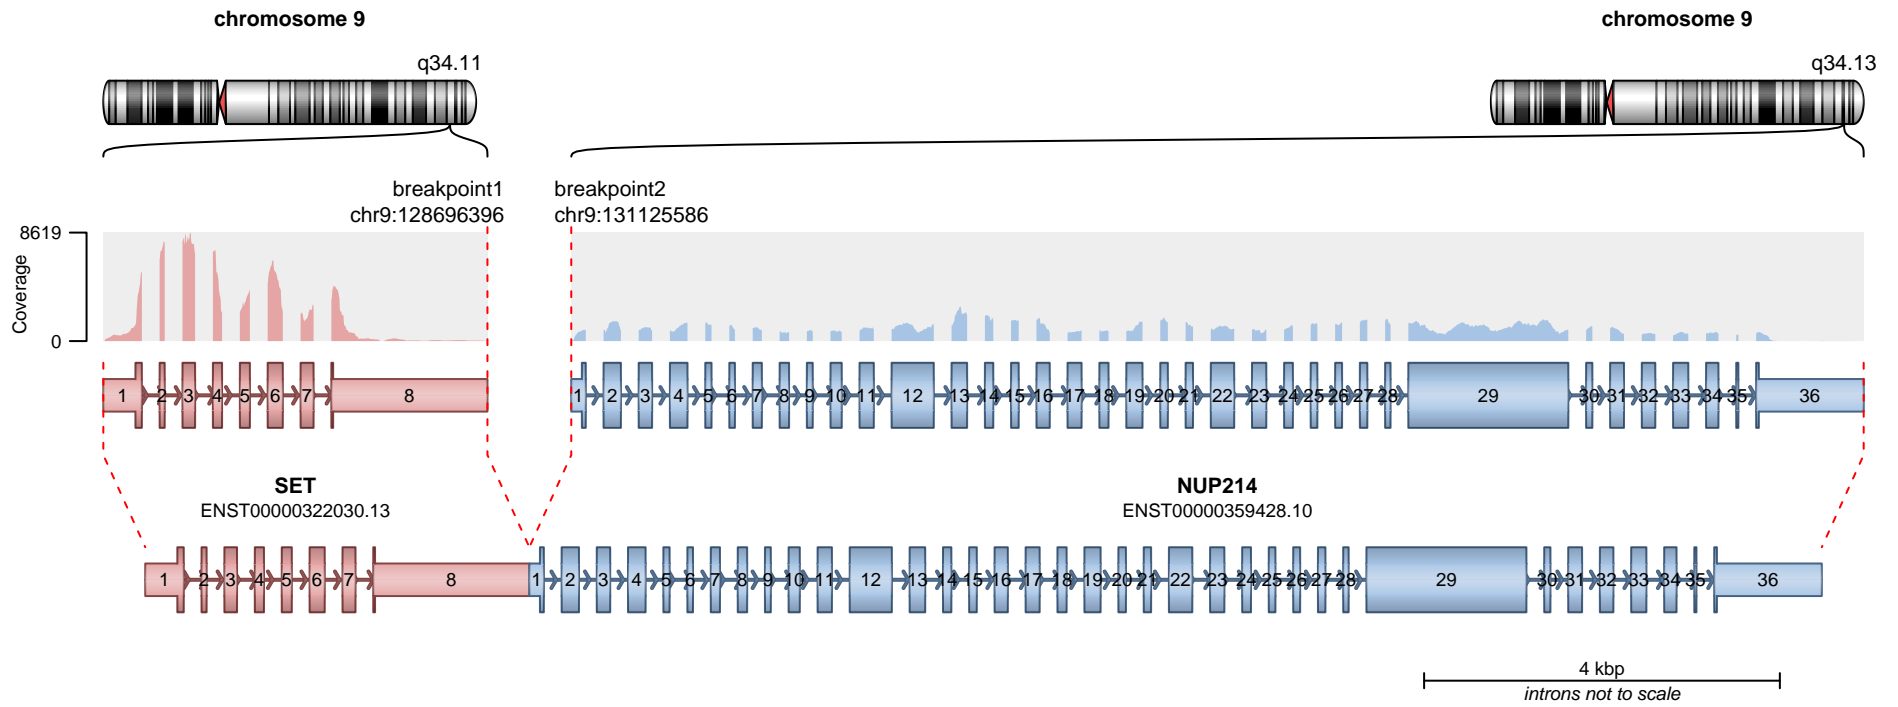 chromosome 9
chromosome 9
q34.11
q34.13
breakpoint1
chr9:128696396
breakpoint2
chr9:131125586
8619
Coverage
0
1 2 3 4 5 6 7 8
1 2 3 4 5 6 7 8 9 10 11 12 13 14 15 16 17 18 19 20 21 22 23 24 25 26 27 28 29 30 31 32 33 34 35 36
SET
ENST00000322030.13
NUP214
ENST00000359428.10
1 2 3 4 5 6 7 8 1 2 3 4 5 6 7 8 9 10 11 12 13 14 15 16 17 18 19 20 21 22 23 24 25 26 27 28 29 30 31 32 33 34 35 36
4 kbp
introns not to scale